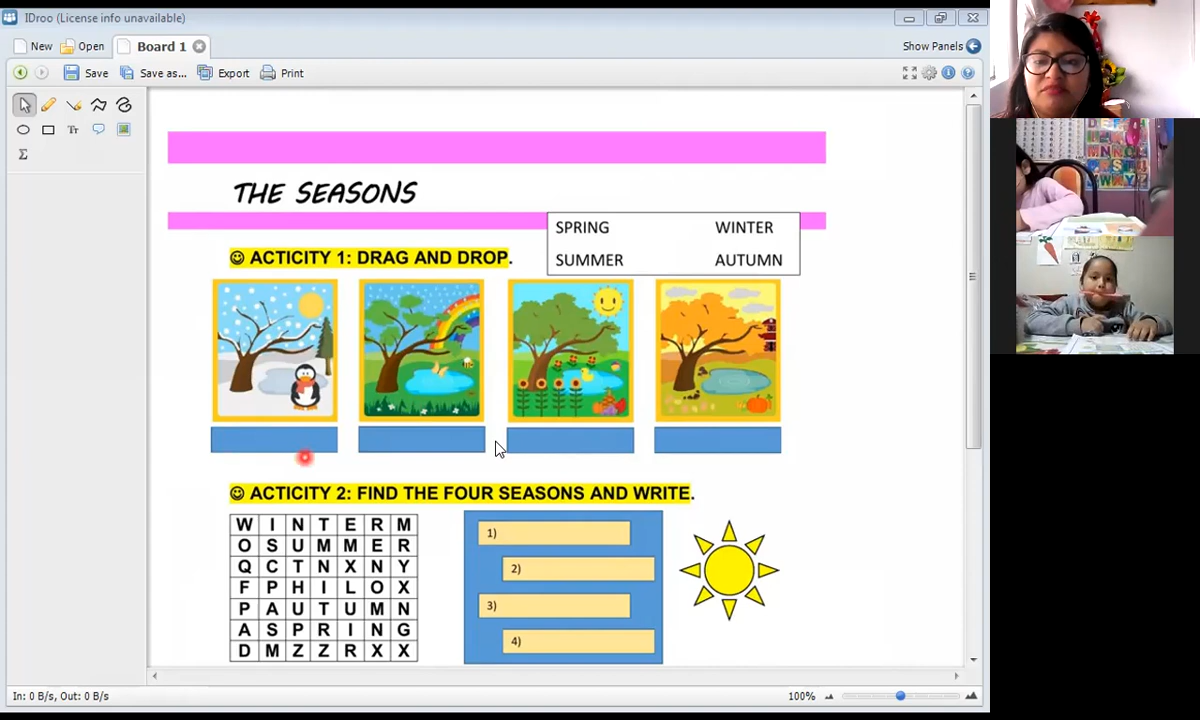 IDroo (License info unavailable)
New Open Board 1 Show Panels
Save Save as... Export Print
Tr
Σ
THE SEASONS
SPRING WINTER
SUMMER AUTUMN
☺ ACTICITY 1: DRAG AND DROP.
☺ ACTICITY 2: FIND THE FOUR SEASONS AND WRITE.
W I N T E R M
O S U M M E R
Q C T N X N Y
F P H I L O X
P A U T U M N
A S P R I N G
D M Z Z R X X
1)
2)
3)
4)
In: 0 B/s, Out: 0 B/s 100%